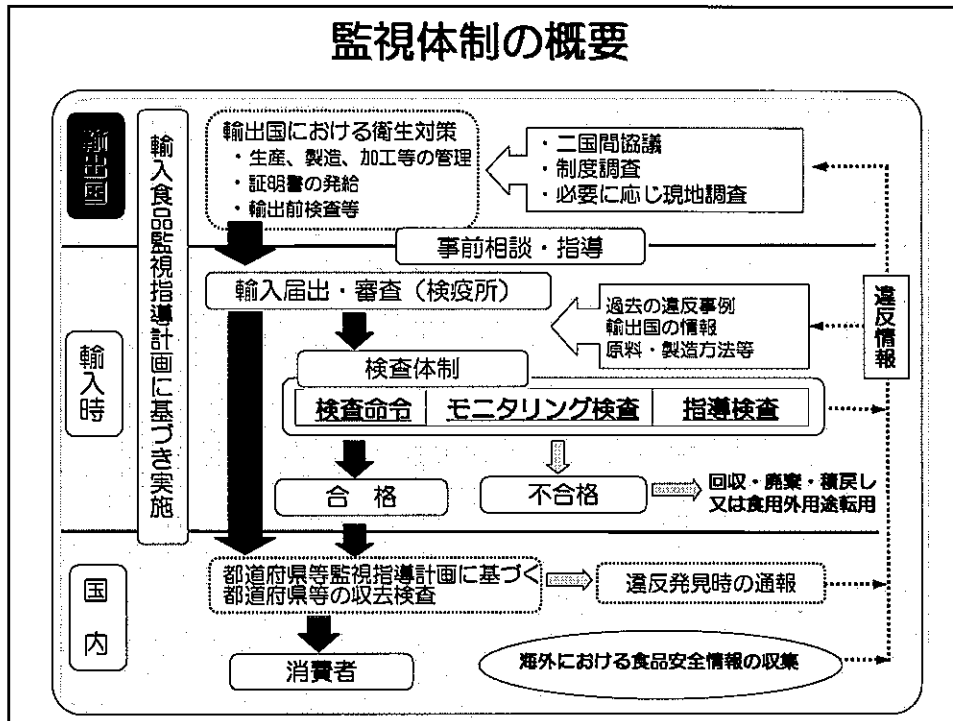 監視体制の概要
輸出国
輸入食品監視指導計画に基づき実施
輸出国における衛生対策
・生産、製造、加工等の管理
・証明書の発給
・輸出前検査等
・二国間協議
・制度調査
・必要に応じ現地調査
事前相談・指導
輸入時
輸入届出・審査（検疫所）
過去の違反事例
輸出国の情報
原料・製造方法等
違反情報
検査体制
検査命令
モニタリング検査
指導検査
合格
不合格
回収・廃棄・積戻し
又は食用外用途転用
国内
都道府県等監視指導計画に基づく
都道府県等の収去検査
違反発見時の通報
消費者
海外における食品安全情報の収集